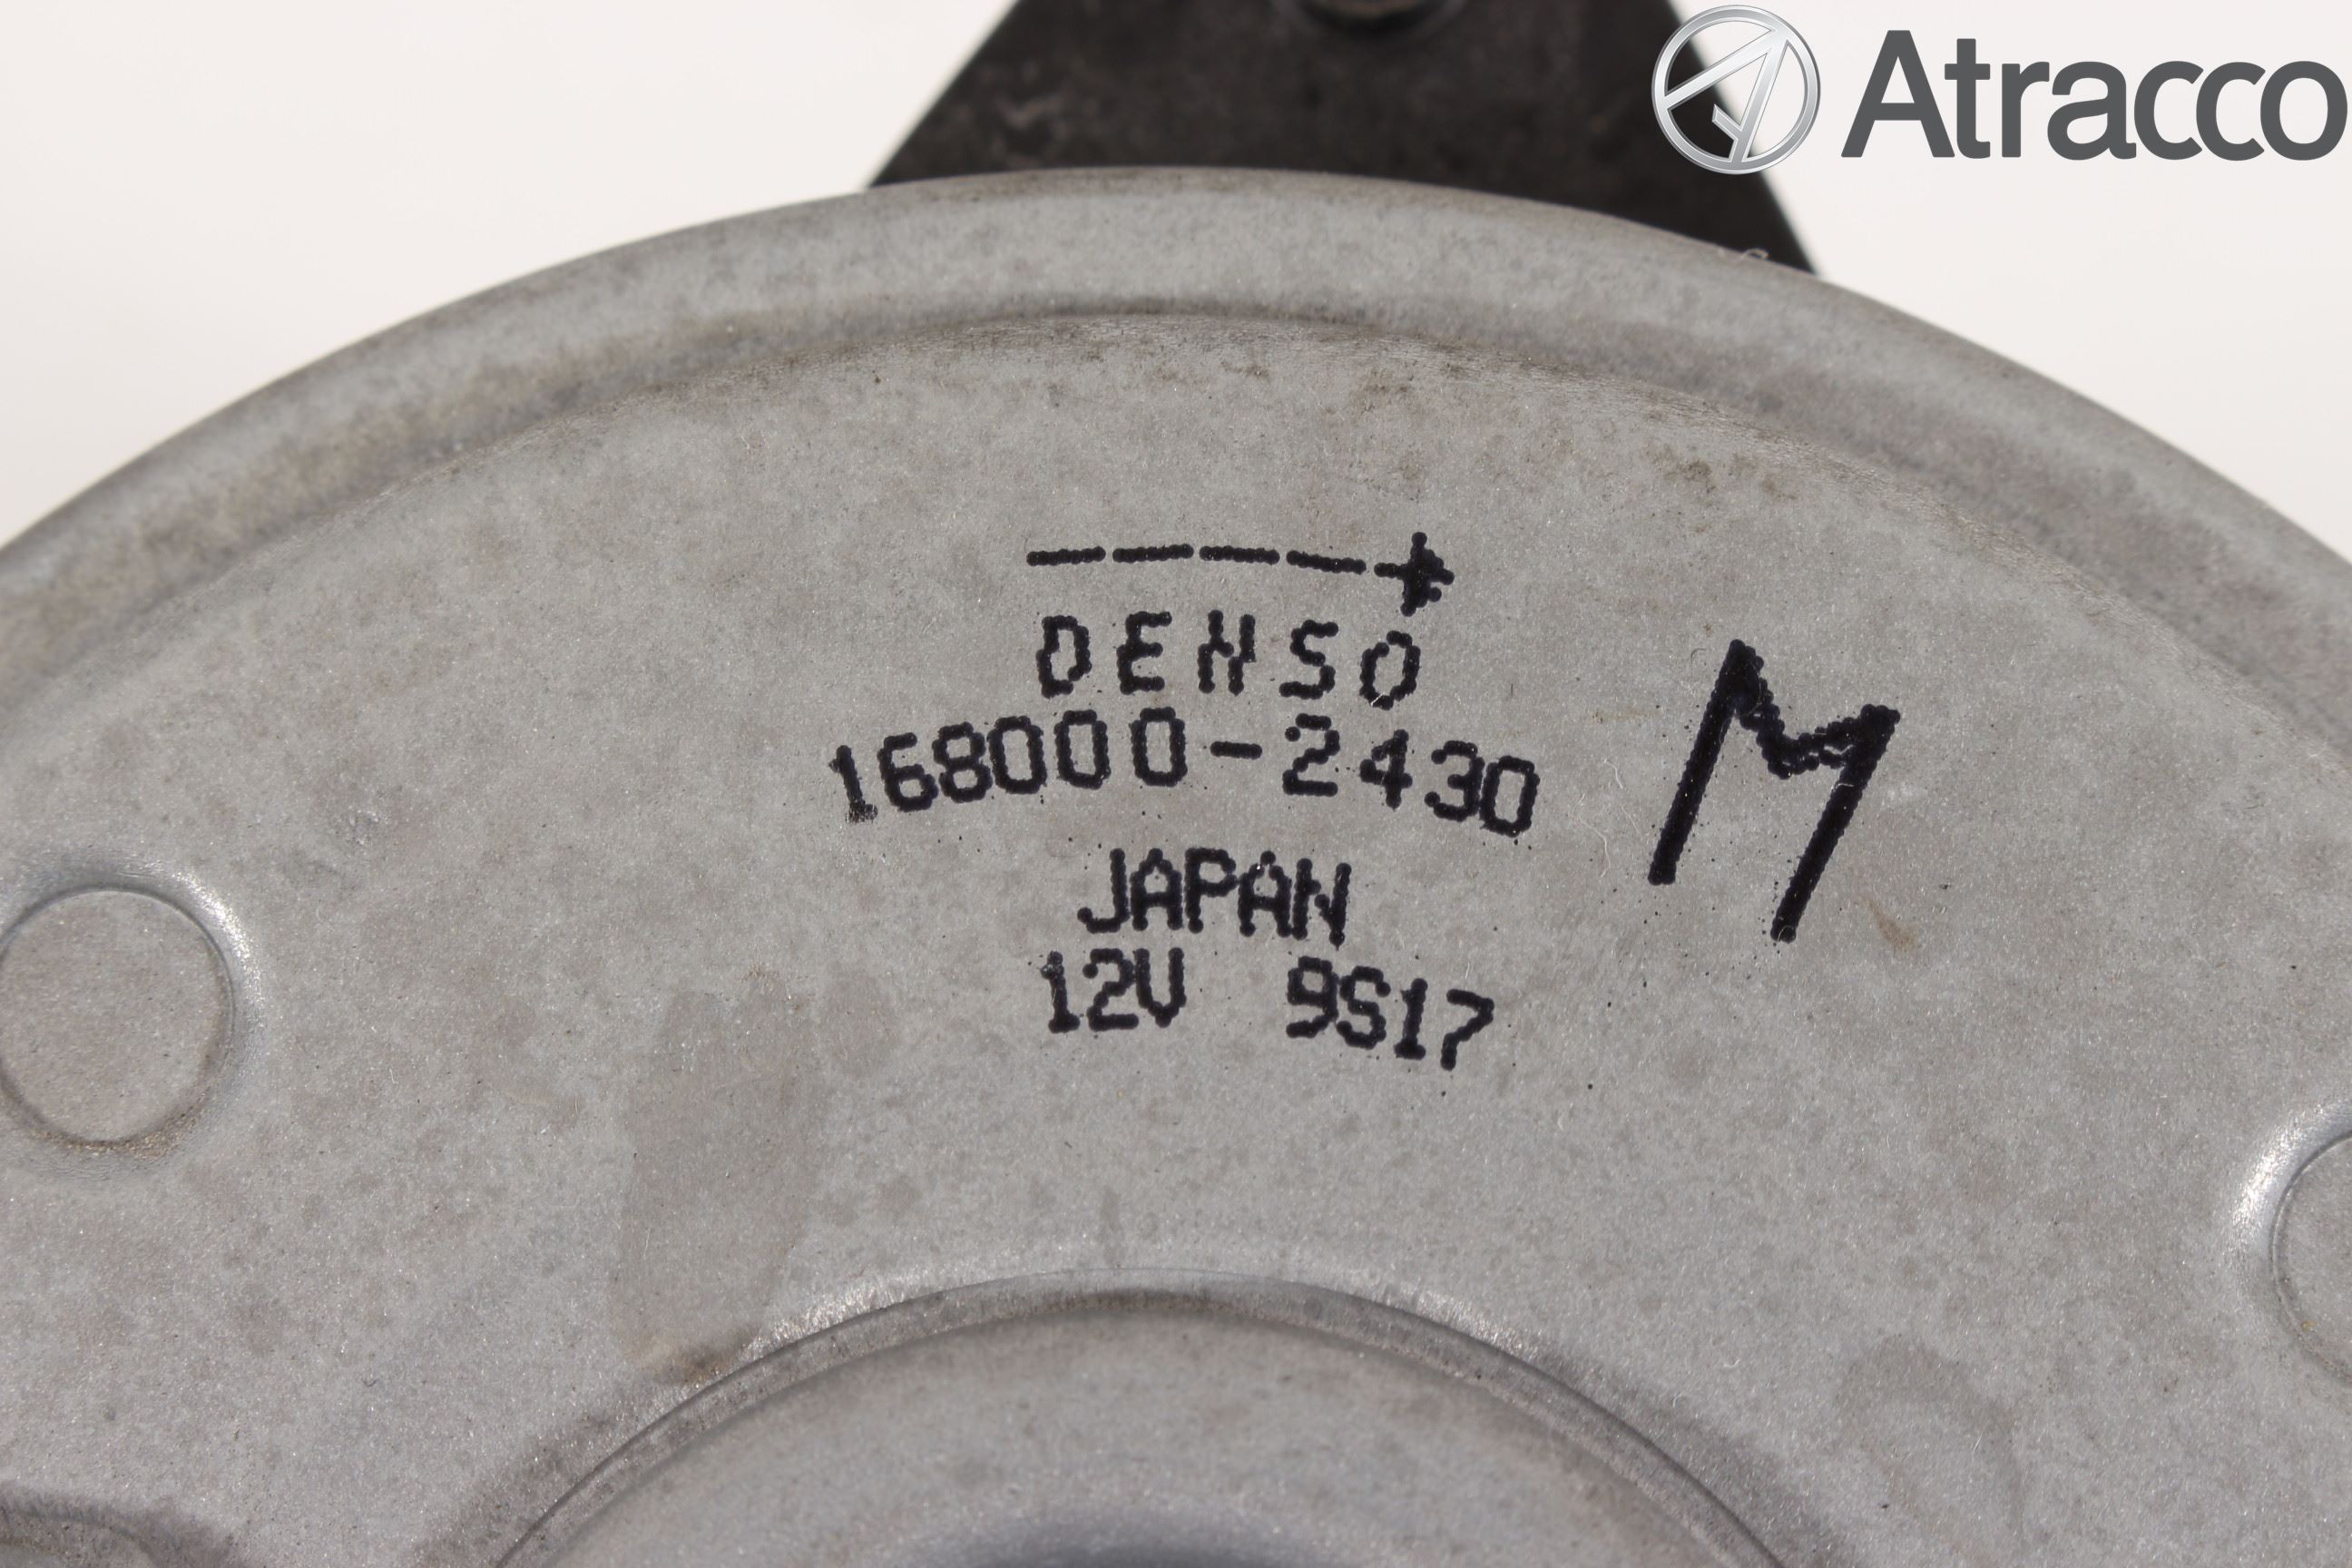 Atracco
DENSO
168000-2430
M
JAPAN
12V 9S17